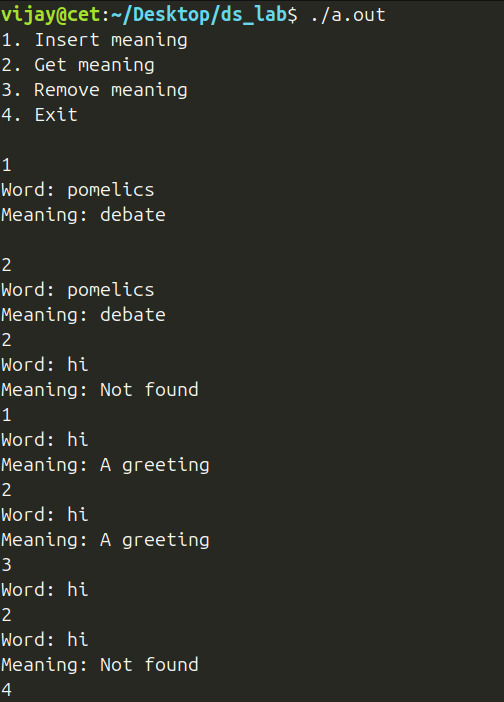 vijay@cet:~/Desktop/ds_lab$ ./a.out
1. Insert meaning
2. Get meaning
3. Remove meaning
4. Exit
1
Word: pomelics
Meaning: debate
2
Word: pomelics
Meaning: debate
2
Word: hi
Meaning: Not found
1
Word: hi
Meaning: A greeting
2
Word: hi
Meaning: A greeting
3
Word: hi
2
Word: hi
Meaning: Not found
4